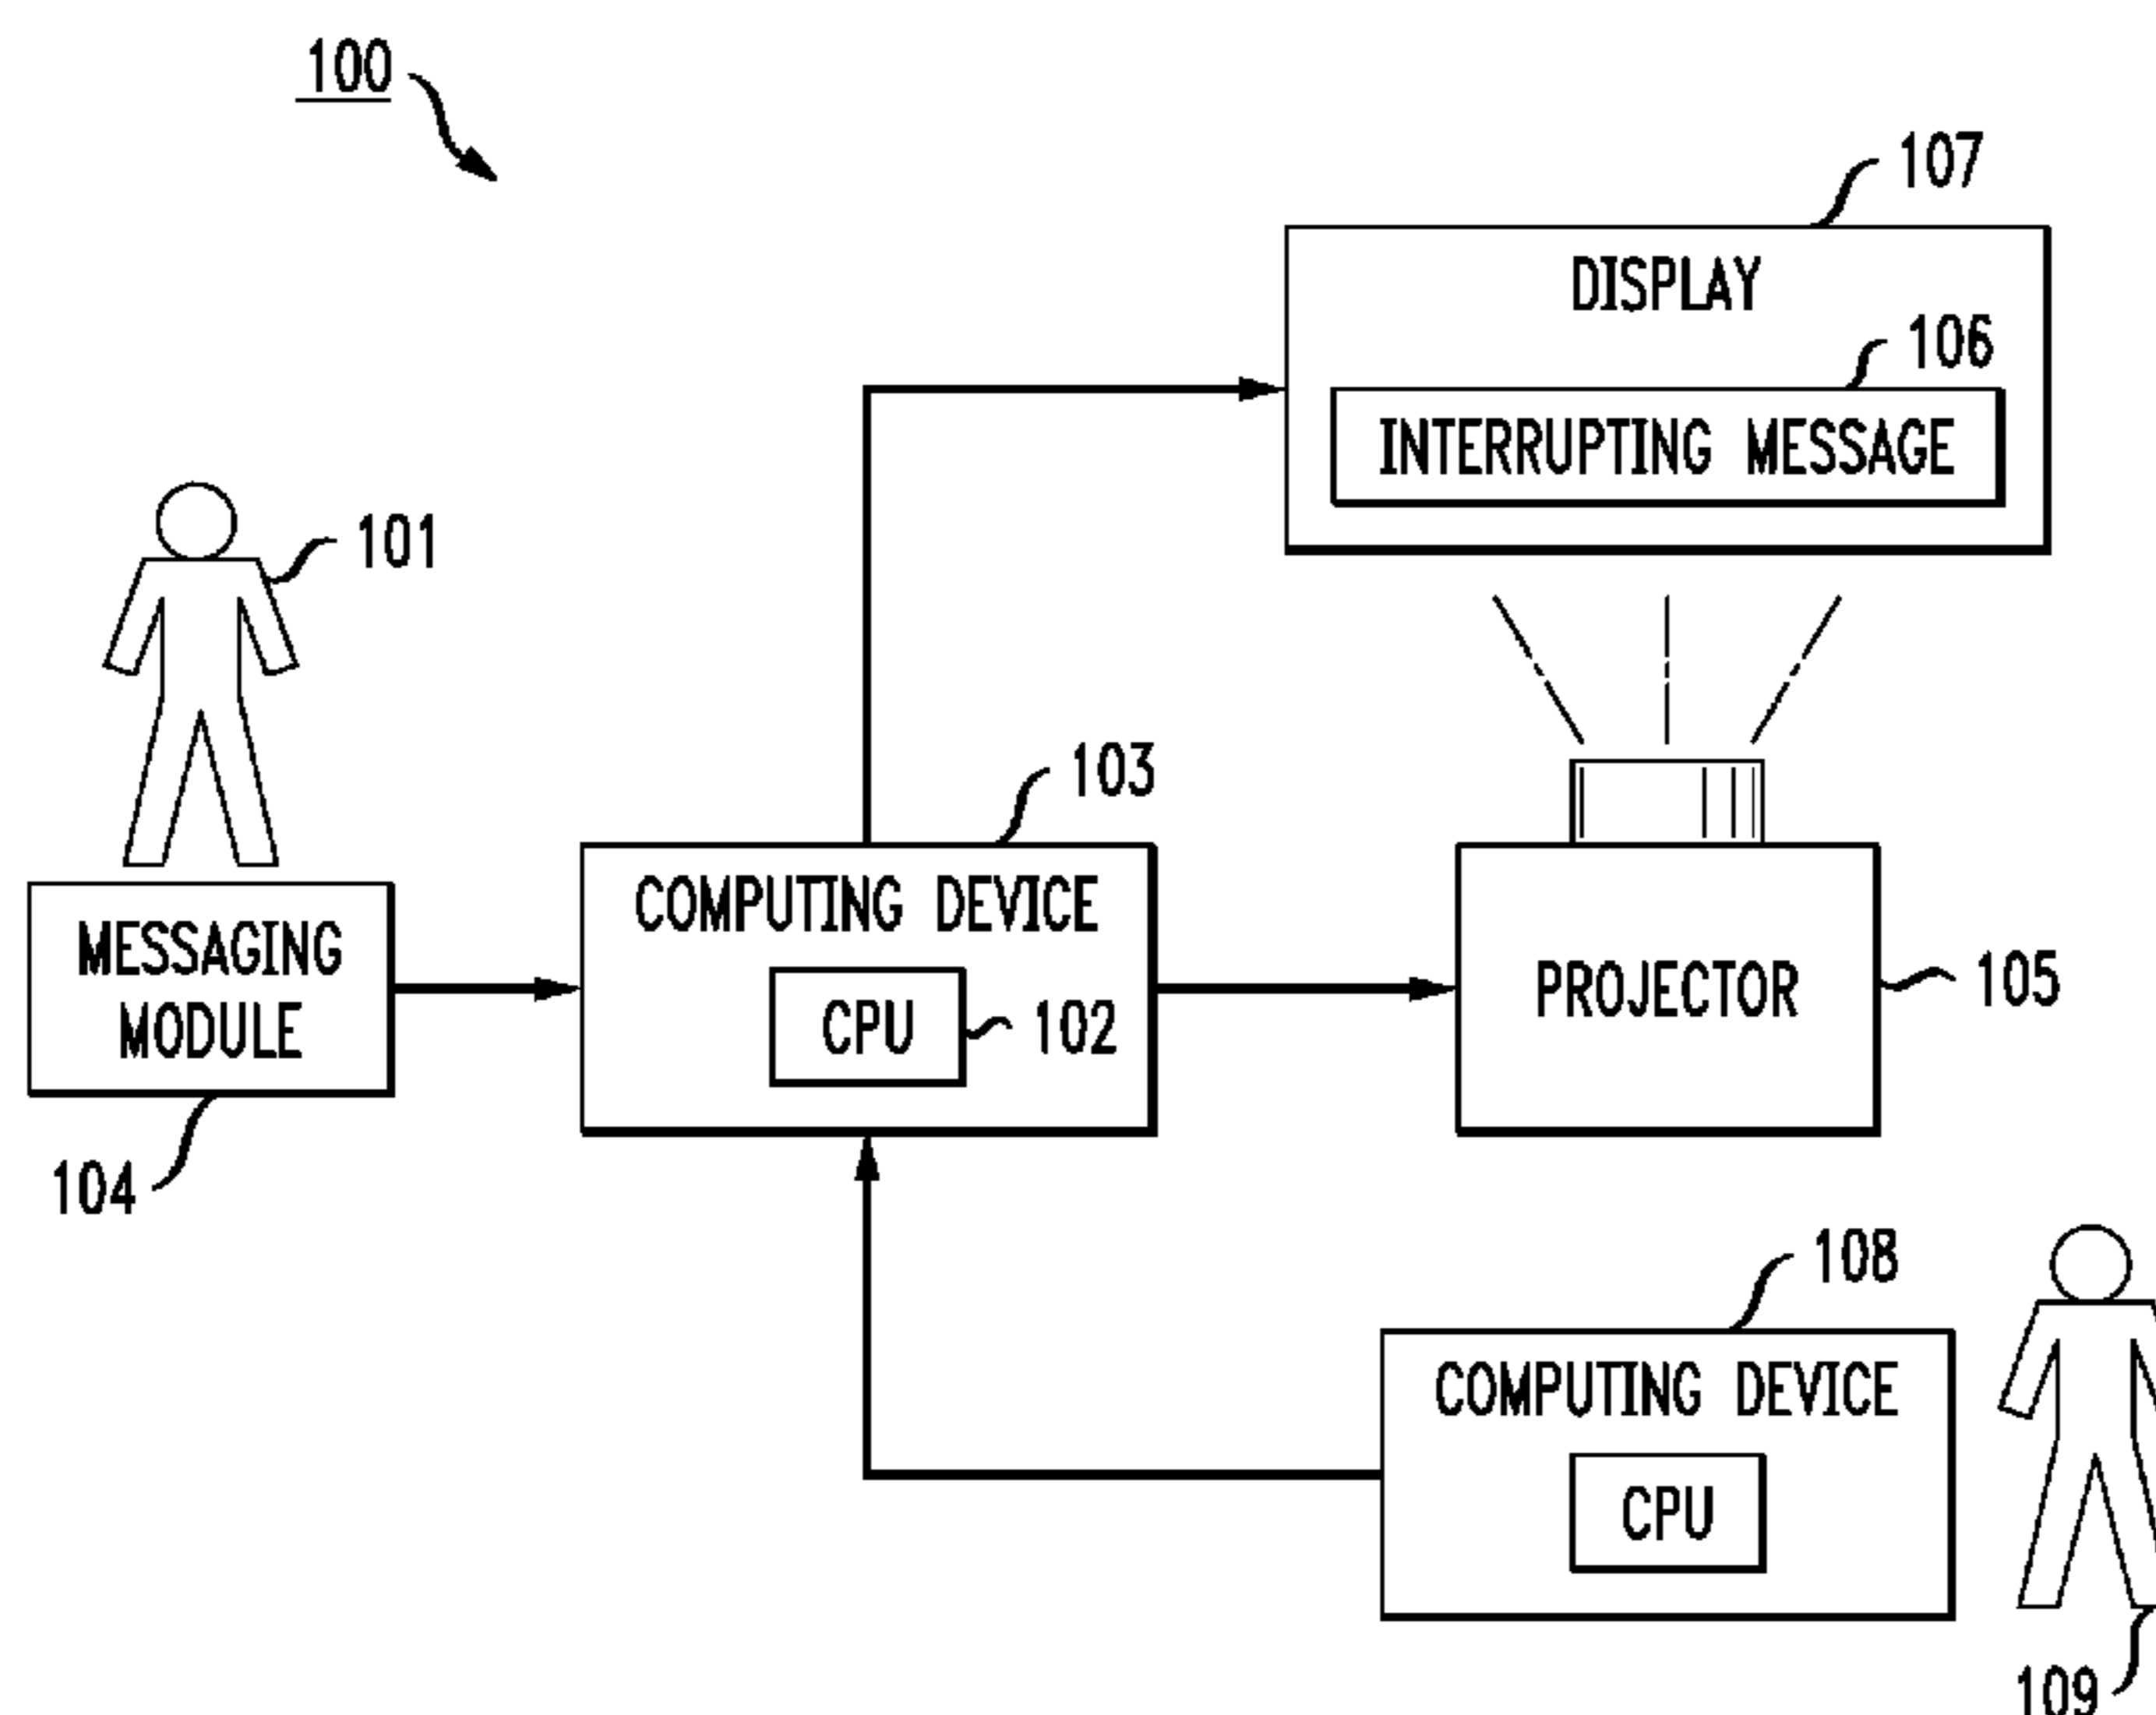 100
107
DISPLAY
106
INTERRUPTING MESSAGE
101
103
COMPUTING DEVICE
CPU
102
MESSAGING
MODULE
104
PROJECTOR
105
108
COMPUTING DEVICE
CPU
109